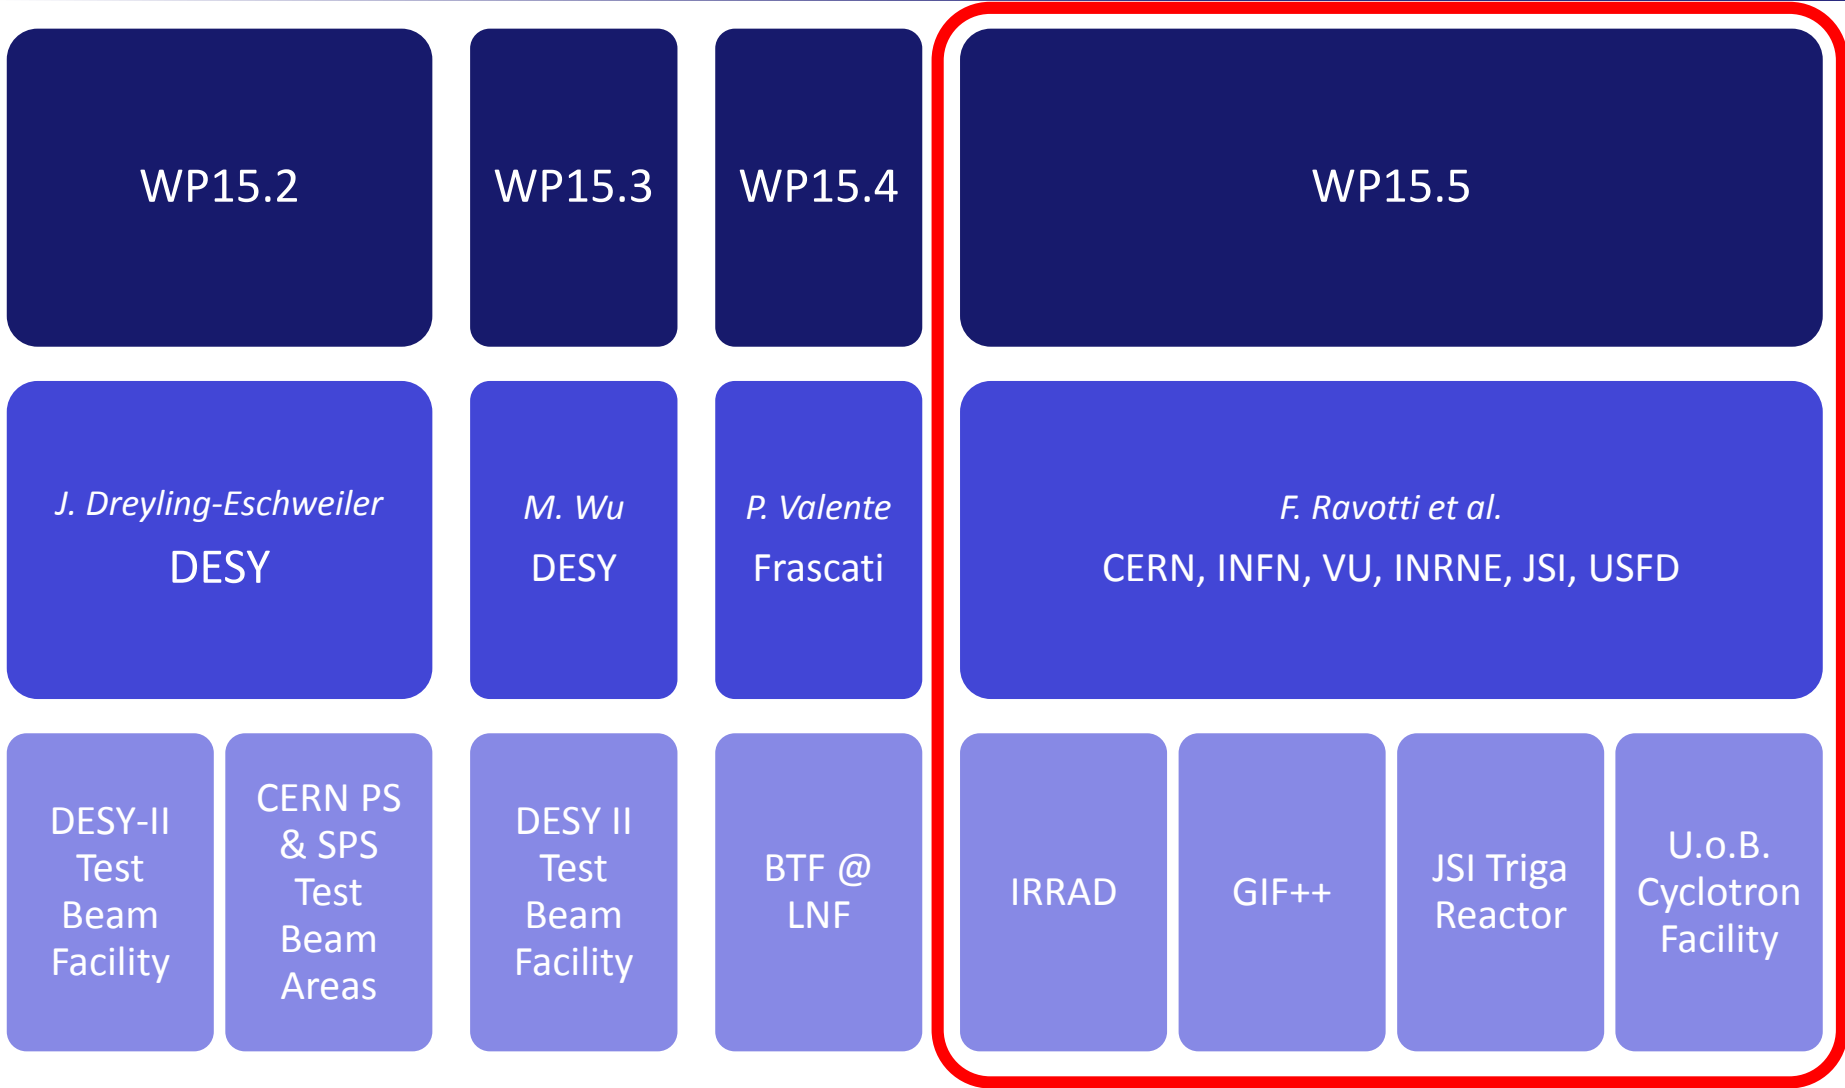 WP15.2
WP15.3
WP15.4
WP15.5
J. Dreyling-Eschweiler
DESY
M. Wu
DESY
P. Valente
Frascati
F. Ravotti et al.
CERN, INFN, VU, INRNE, JSI, USFD
DESY-II
Test
Beam
Facility
CERN PS
& SPS
Test
Beam
Areas
DESY II
Test
Beam
Facility
BTF @
LNF
IRRAD
GIF++
JSI Triga
Reactor
U.o.B.
Cyclotron
Facility